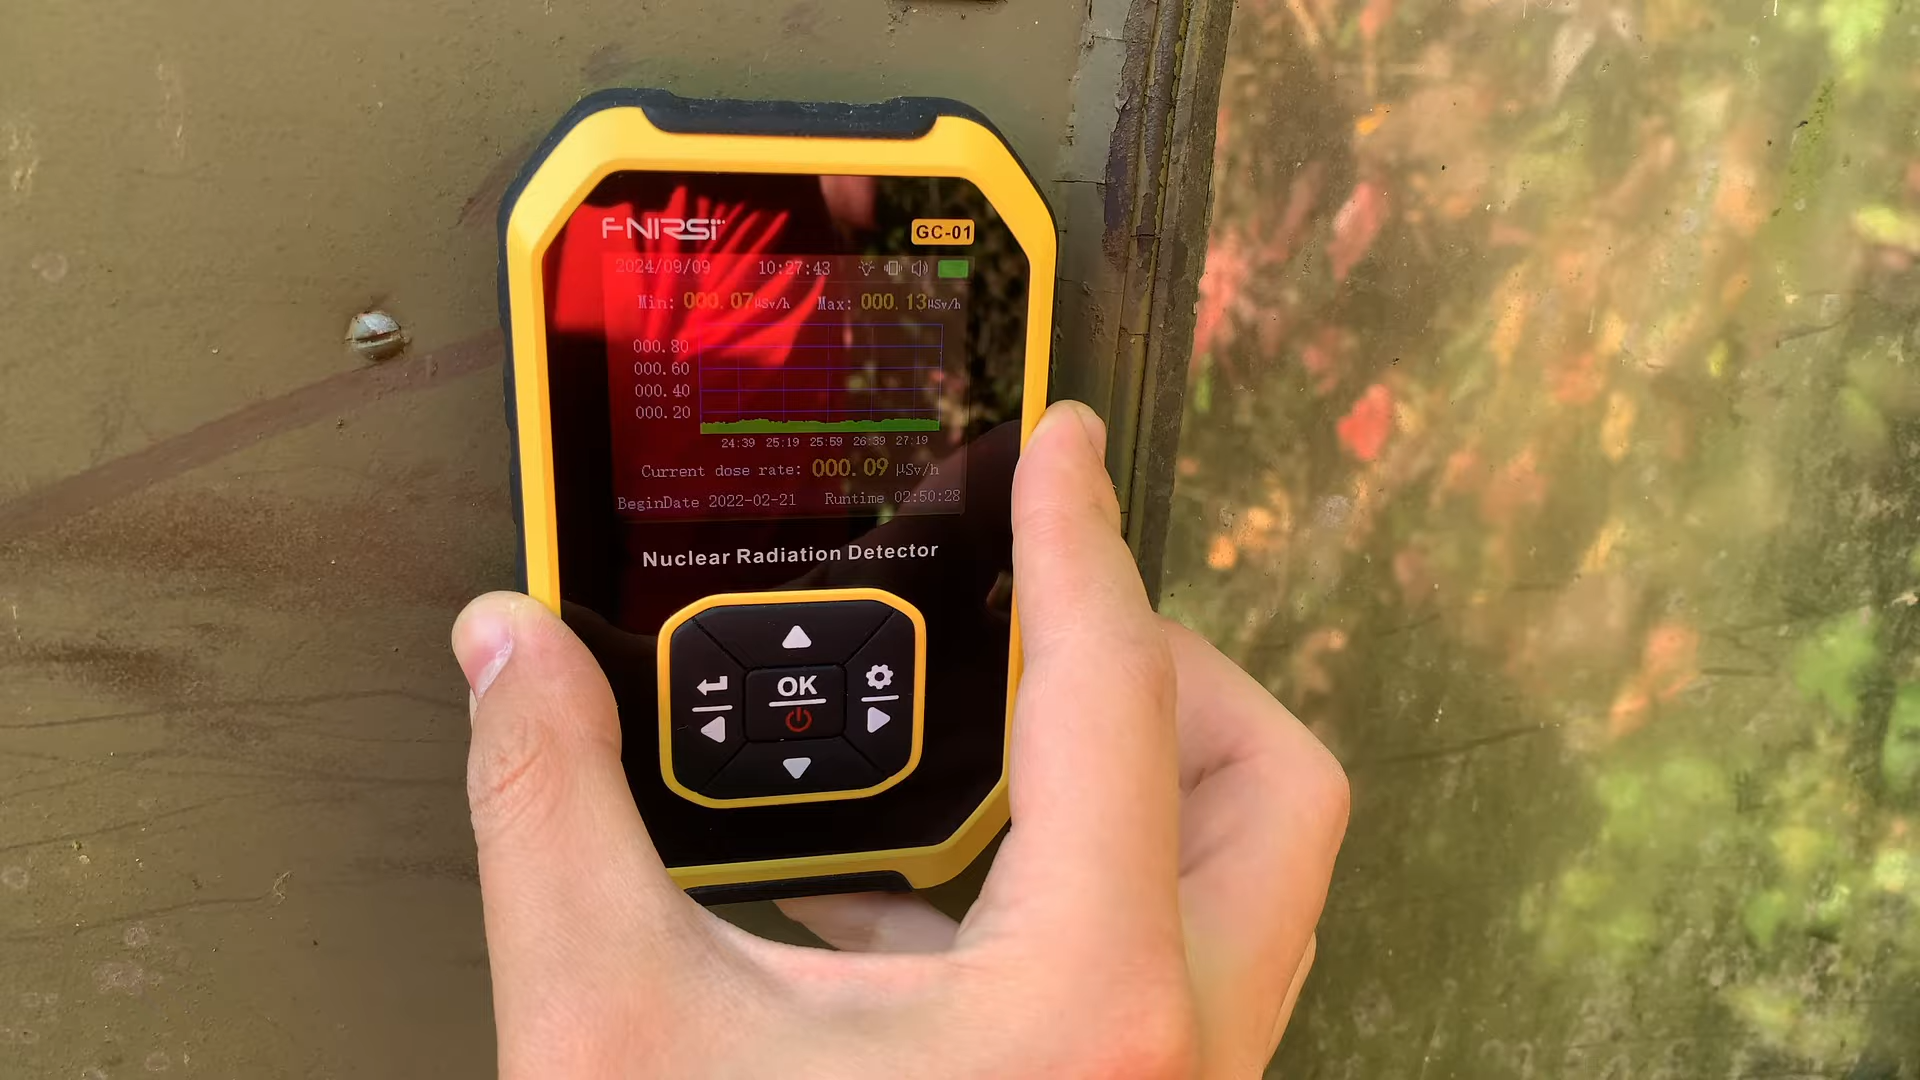 FNIRSI GC-01
2024/09/09 10:27:43
Min: 000.07μSv/h Max: 000.13μSv/h
000.80
000.60
000.40
000.20
24:39 25:19 25:59 26:39 27:19
Current dose rate: 000.09 μSv/h
BeginDate 2022-02-21 Runtime 02:50:28
Nuclear Radiation Detector
OK